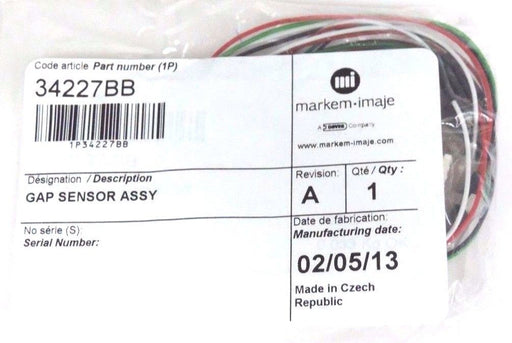 Code article Part number (1P)
34227BB
1P34227BB
mi
markem·imaje
A DOVER Company
www.markem-imaje.com
Désignation / Description
GAP SENSOR ASSY
Revision:
A
Qté / Qty :
1
No série (S):
Serial Number:
Date de fabrication:
Manufacturing date:
02/05/13
Made in Czech
Republic